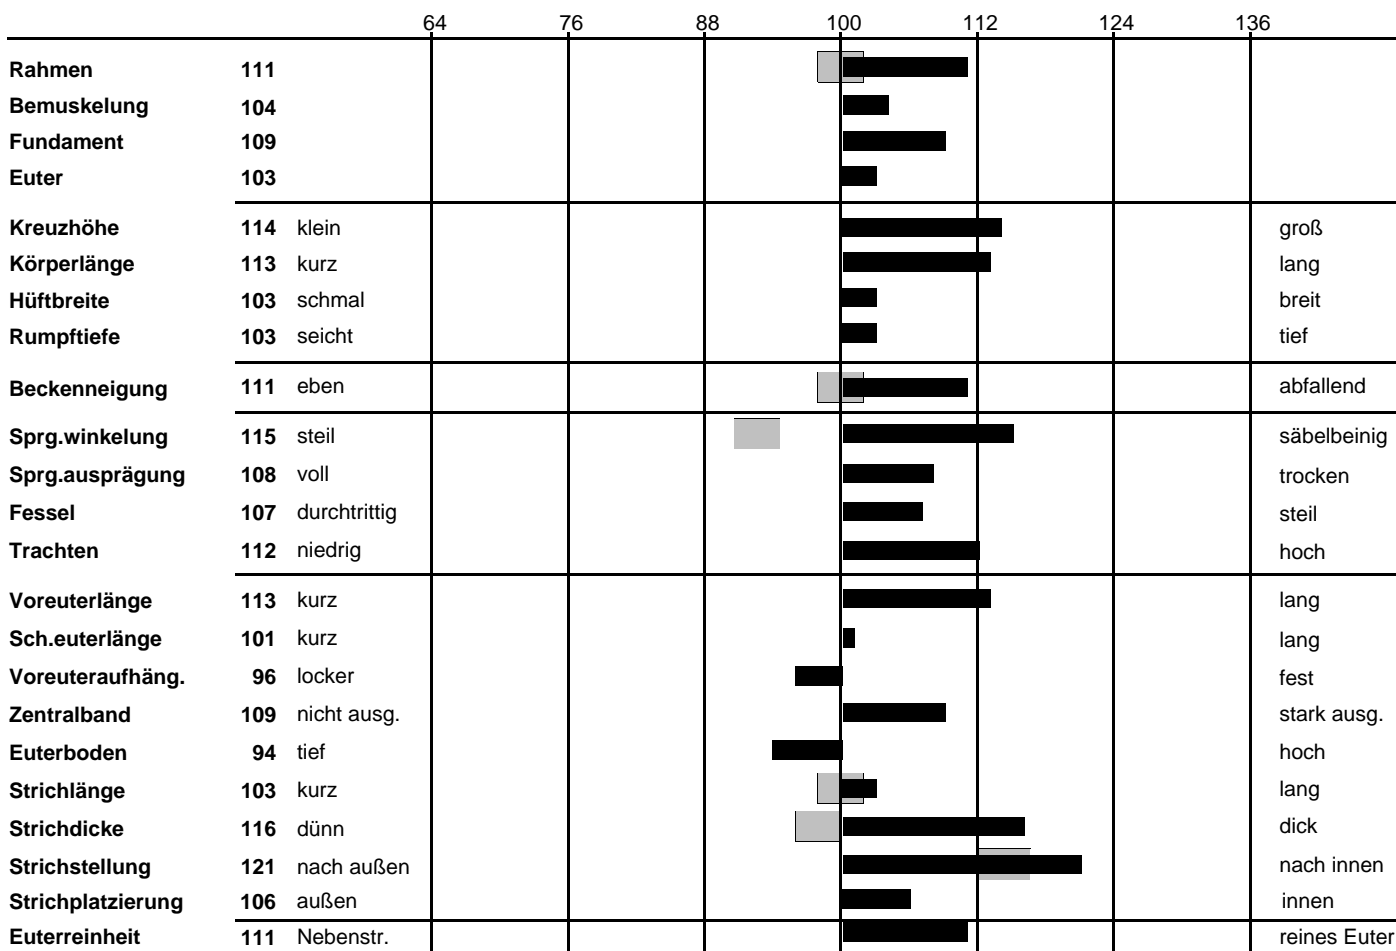 64 76 88 100 112 124 136
Rahmen 111
Bemuskelung 104
Fundament 109
Euter 103
Kreuzhöhe 114 klein groß
Körperlänge 113 kurz lang
Hüftbreite 103 schmal breit
Rumpftiefe 103 seicht tief
Beckenneigung 111 eben abfallend
Sprg.winkelung 115 steil säbelbeinig
Sprg.ausprägung 108 voll trocken
Fessel 107 durchtrittig steil
Trachten 112 niedrig hoch
Voreuterlänge 113 kurz lang
Sch.euterlänge 101 kurz lang
Voreuteraufhäng. 96 locker fest
Zentralband 109 nicht ausg. stark ausg.
Euterboden 94 tief hoch
Strichlänge 103 kurz lang
Strichdicke 116 dünn dick
Strichstellung 121 nach außen nach innen
Strichplatzierung 106 außen innen
Euterreinheit 111 Nebenstr. reines Euter